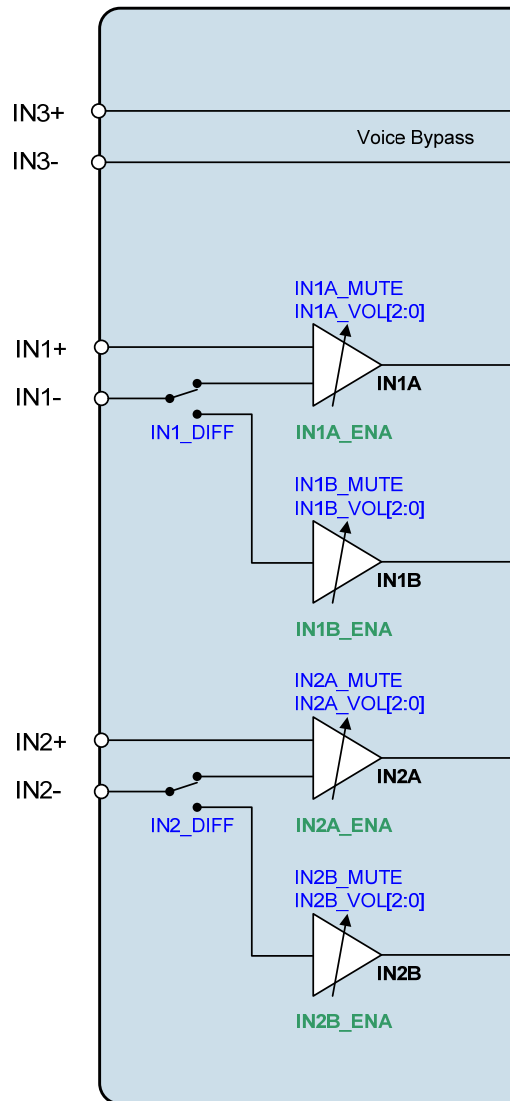 IN3+
Voice Bypass
IN3-
IN1A_MUTE
IN1A_VOL[2:0]
IN1+
IN1-
IN1A
IN1_DIFF
IN1A_ENA
IN1B_MUTE
IN1B_VOL[2:0]
IN1B
IN1B_ENA
IN2A_MUTE
IN2A_VOL[2:0]
IN2+
IN2-
IN2A
IN2_DIFF
IN2A_ENA
IN2B_MUTE
IN2B_VOL[2:0]
IN2B
IN2B_ENA